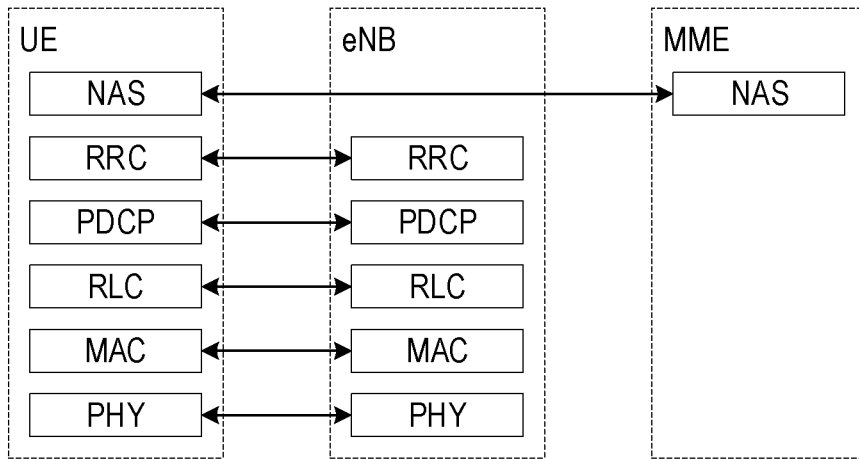 UE eNB MME
NAS NAS
RRC RRC
PDCP PDCP
RLC RLC
MAC MAC
PHY PHY